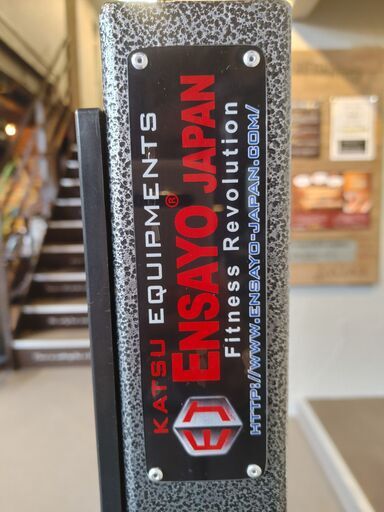 KATSU EQUIPMENTS
ENSAYO® JAPAN
Fitness Revolution
HTTP://WWW.ENSAYO-JAPAN.COM/